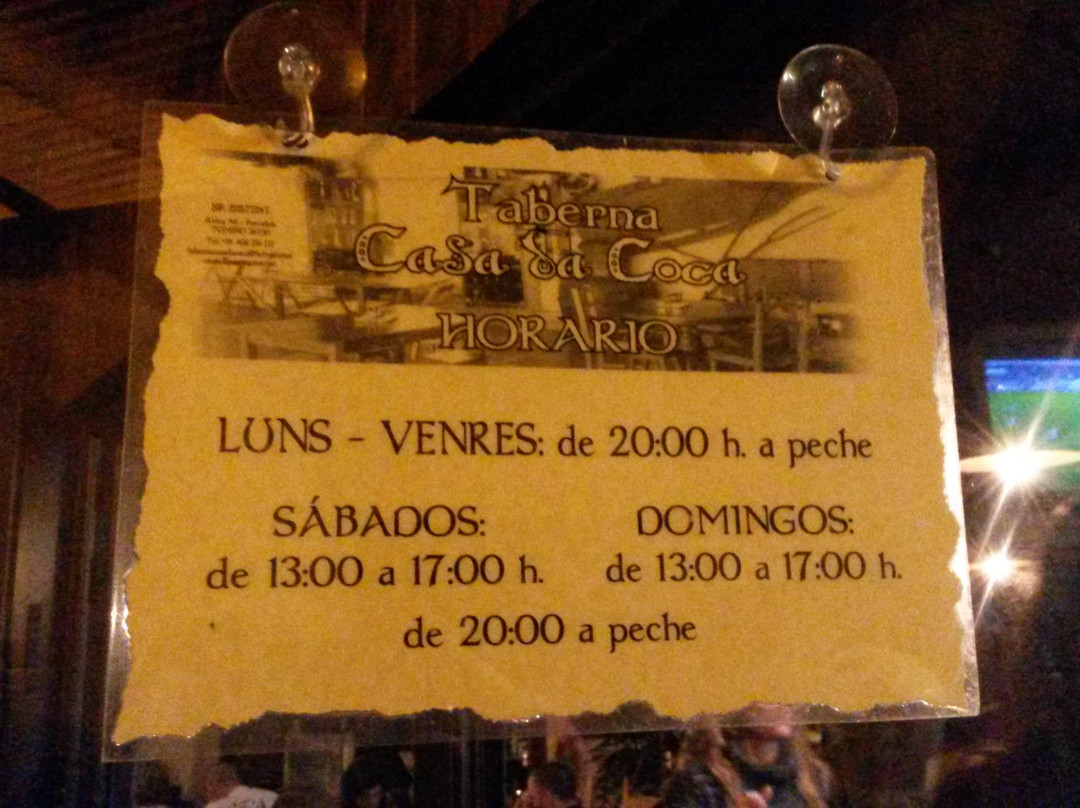 Taberna
Casa da Coca
HORARIO
LUNS - VENRES: de 20:00 h. a peche
SÁBADOS:
de 13:00 a 17:00 h.
DOMINGOS:
de 13:00 a 17:00 h.
de 20:00 a peche